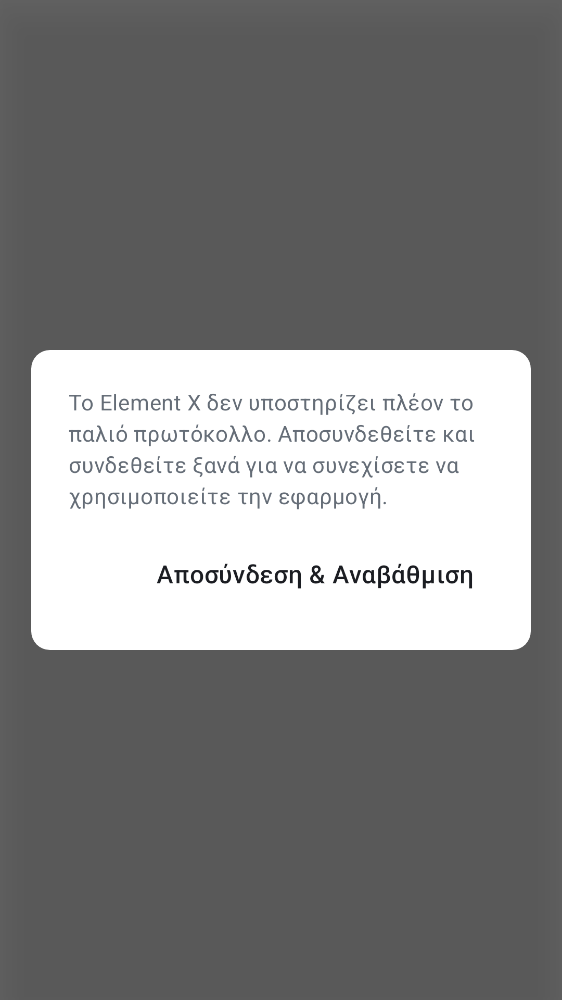 Το Element X δεν υποστηρίζει πλέον το
παλιό πρωτόκολλο. Αποσυνδεθείτε και
συνδεθείτε ξανά για να συνεχίσετε να
χρησιμοποιείτε την εφαρμογή.
Αποσύνδεση & Αναβάθμιση